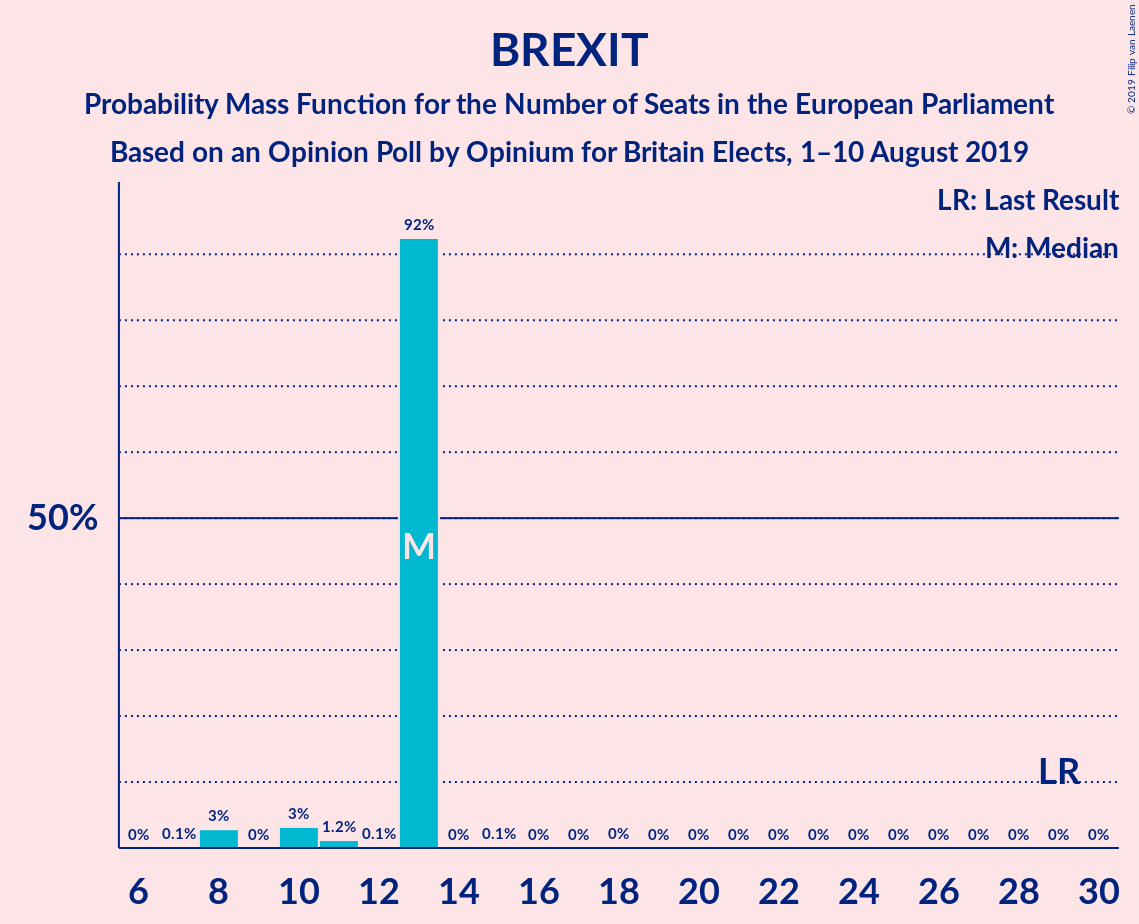 BREXIT
Probability Mass Function for the Number of Seats in the European Parliament
Based on an Opinion Poll by Opinium for Britain Elects, 1–10 August 2019
© 2019 Filip van Laenen
LR: Last Result
M: Median
92%
50%
M
LR
0% 0.1% 3% 0% 3% 1.2% 0.1% 0% 0.1% 0% 0% 0% 0% 0% 0% 0% 0% 0% 0% 0% 0% 0% 0% 0%
6 8 10 12 14 16 18 20 22 24 26 28 30